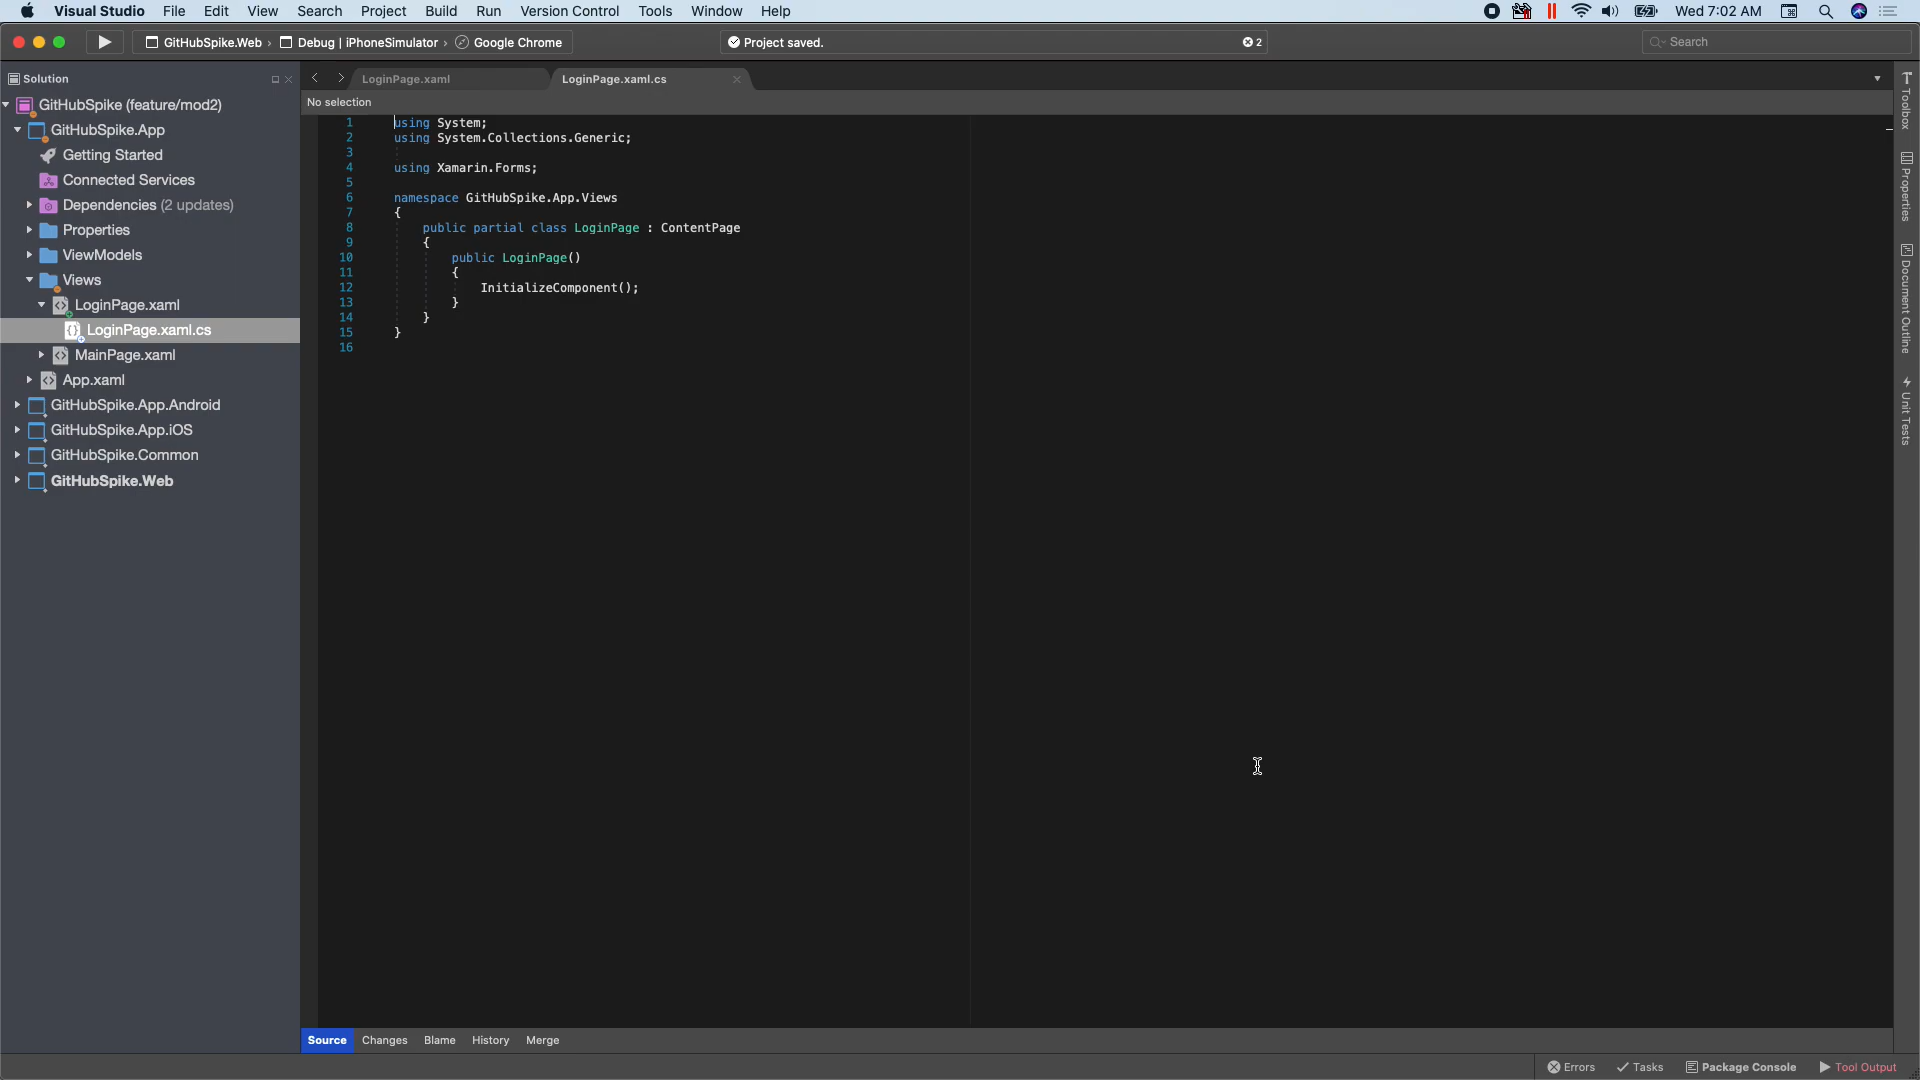 Visual Studio File Edit View Search Project Build Run Version Control Tools Window Help Wed 7:02 AM
GitHubSpike.Web › Debug | iPhoneSimulator › Google Chrome Project saved. 2 Search
Solution LoginPage.xaml LoginPage.xaml.cs
No selection
GitHubSpike (feature/mod2)
GitHubSpike.App
Getting Started
Connected Services
Dependencies (2 updates)
Properties
ViewModels
Views
LoginPage.xaml
LoginPage.xaml.cs
MainPage.xaml
App.xaml
GitHubSpike.App.Android
GitHubSpike.App.iOS
GitHubSpike.Common
GitHubSpike.Web
1 using System;
2 using System.Collections.Generic;
3
4 using Xamarin.Forms;
5
6 namespace GitHubSpike.App.Views
7 {
8 public partial class LoginPage : ContentPage
9 {
10 public LoginPage()
11 {
12 InitializeComponent();
13 }
14 }
15 }
16
Toolbox
Properties
Document Outline
Unit Tests
Source Changes Blame History Merge
Errors Tasks Package Console Tool Output